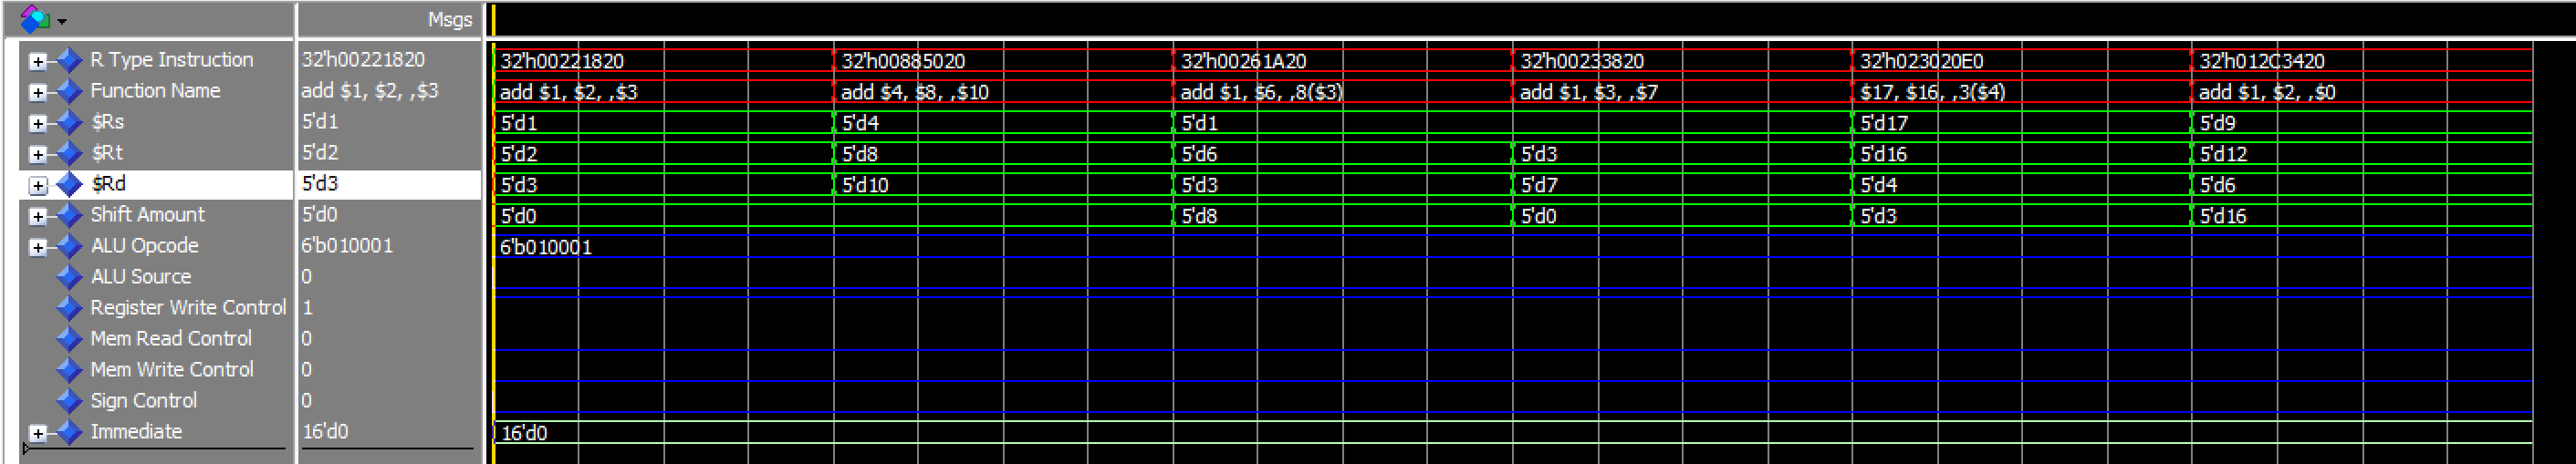 Msgs
R Type Instruction 32'h00221820 32'h00221820 32'h00885020 32'h00261A20 32'h00233820 32'h023020E0 32'h012C3420
Function Name add $1, $2, ,$3 add $1, $2, ,$3 add $4, $8, ,$10 add $1, $6, ,8($3) add $1, $3, ,$7 $17, $16, ,3($4) add $1, $2, ,$0
$Rs 5'd1 5'd1 5'd4 5'd1 5'd17 5'd9
$Rt 5'd2 5'd2 5'd8 5'd6 5'd3 5'd16 5'd12
$Rd 5'd3 5'd3 5'd10 5'd3 5'd7 5'd4 5'd6
Shift Amount 5'd0 5'd0 5'd8 5'd0 5'd3 5'd16
ALU Opcode 6'b010001 6'b010001
ALU Source 0
Register Write Control 1
Mem Read Control 0
Mem Write Control 0
Sign Control 0
Immediate 16'd0 16'd0